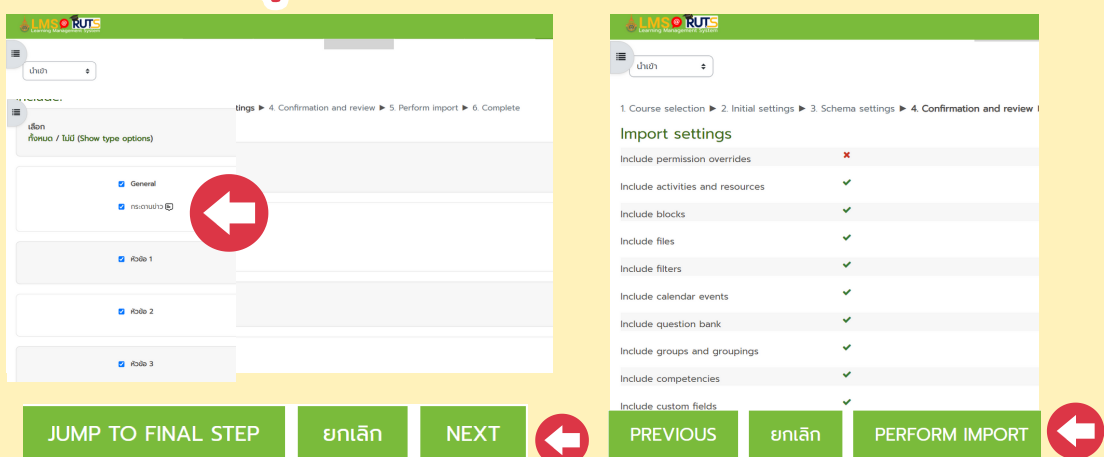 LMS@RUTS
Learning Management System
นำเข้า
Include:
tings ► 4. Confirmation and review ► 5. Perform import ► 6. Complete
เลือก
ทั้งหมด / ไม่มี (Show type options)
General
กระดานข่าว
หัวข้อ 1
หัวข้อ 2
หัวข้อ 3
JUMP TO FINAL STEP
ยกเลิก
NEXT
LMS@RUTS
Learning Management System
นำเข้า
1. Course selection ► 2. Initial settings ► 3. Schema settings ► 4. Confirmation and review
Import settings
Include permission overrides
Include activities and resources
Include blocks
Include files
Include filters
Include calendar events
Include question bank
Include groups and groupings
Include competencies
Include custom fields
PREVIOUS
ยกเลิก
PERFORM IMPORT